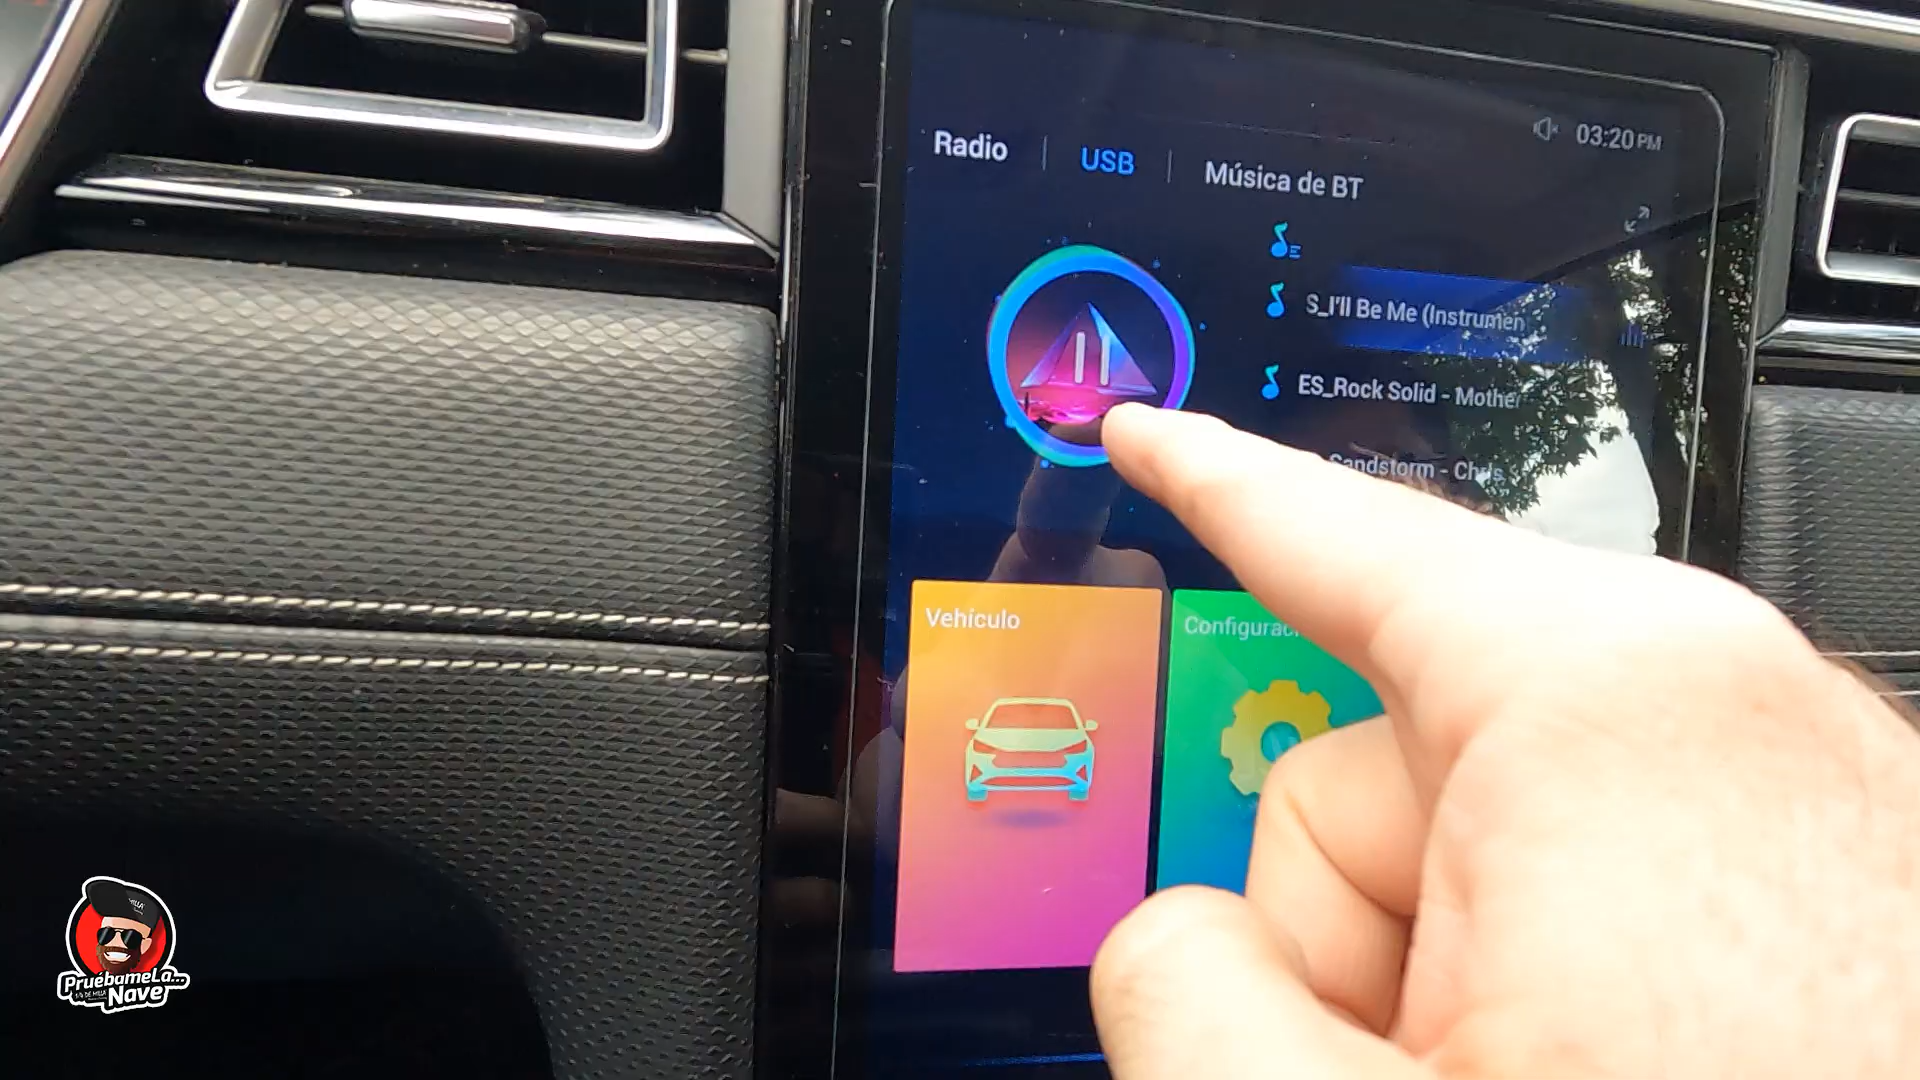 03:20 PM
Radio
USB
Música de BT
S_I'll Be Me (Instrumen
ES_Rock Solid - Mother
Sandstorm - Chris
Vehículo
Configurac
PruébameLa...
Nave